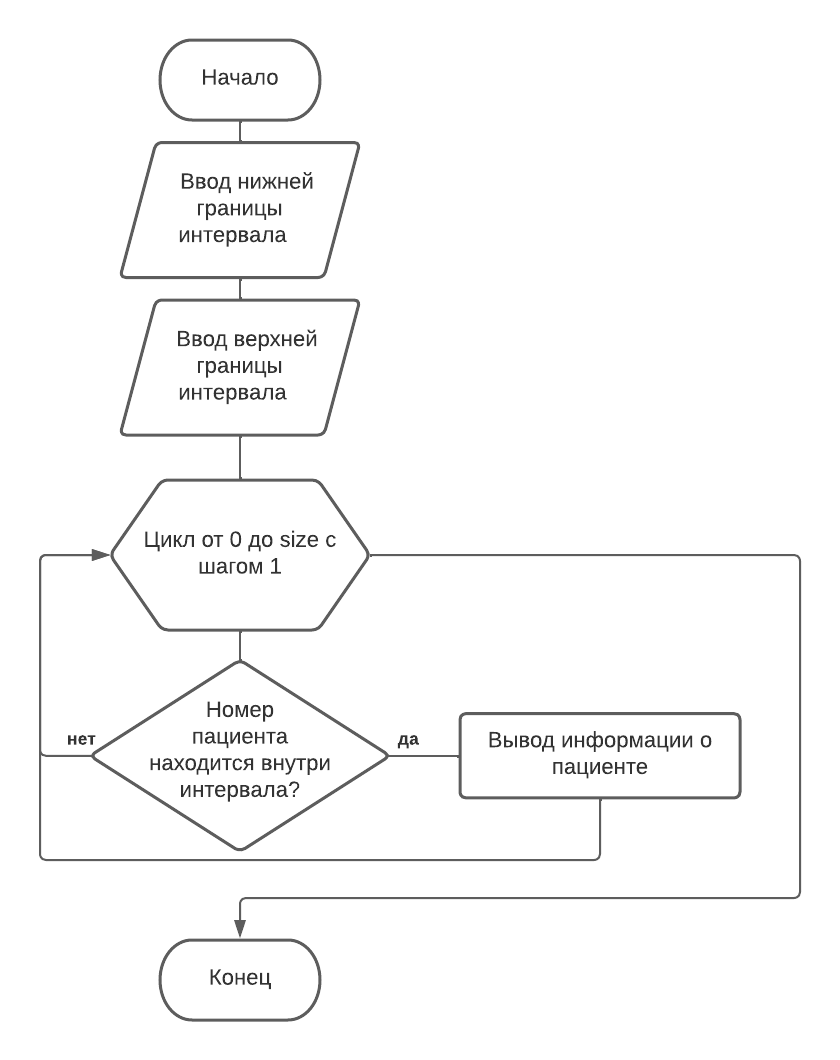 Начало
Ввод нижней
границы
интервала
Ввод верхней
границы
интервала
Цикл от 0 до size с
шагом 1
Номер
пациента
находится внутри
интервала?
нет
да
Вывод информации о
пациенте
Конец